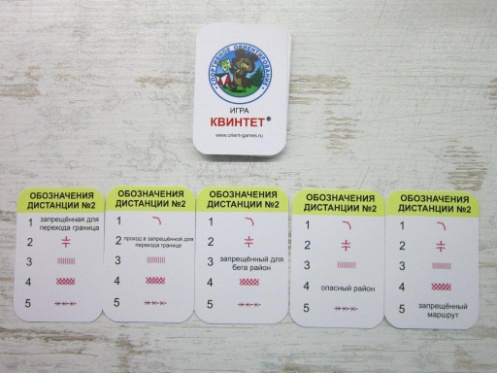 СПОРТИВНОЕ ОРИЕНТИРОВАНИЕ
ИГРА
КВИНТЕТ®
www.orient-games.ru
ОБОЗНАЧЕНИЯ
ДИСТАНЦИИ №2
1 запрещённая для
перехода граница
2
3
4
5
ОБОЗНАЧЕНИЯ
ДИСТАНЦИИ №2
1
2 проход в запрещённой для
перехода границе
3
4
5
ОБОЗНАЧЕНИЯ
ДИСТАНЦИИ №2
1
2
3 запрещённый для
бега район
4
5
ОБОЗНАЧЕНИЯ
ДИСТАНЦИИ №2
1
2
3
4 опасный район
5
ОБОЗНАЧЕНИЯ
ДИСТАНЦИИ №2
1
2
3
4
5 запрещённый
маршрут